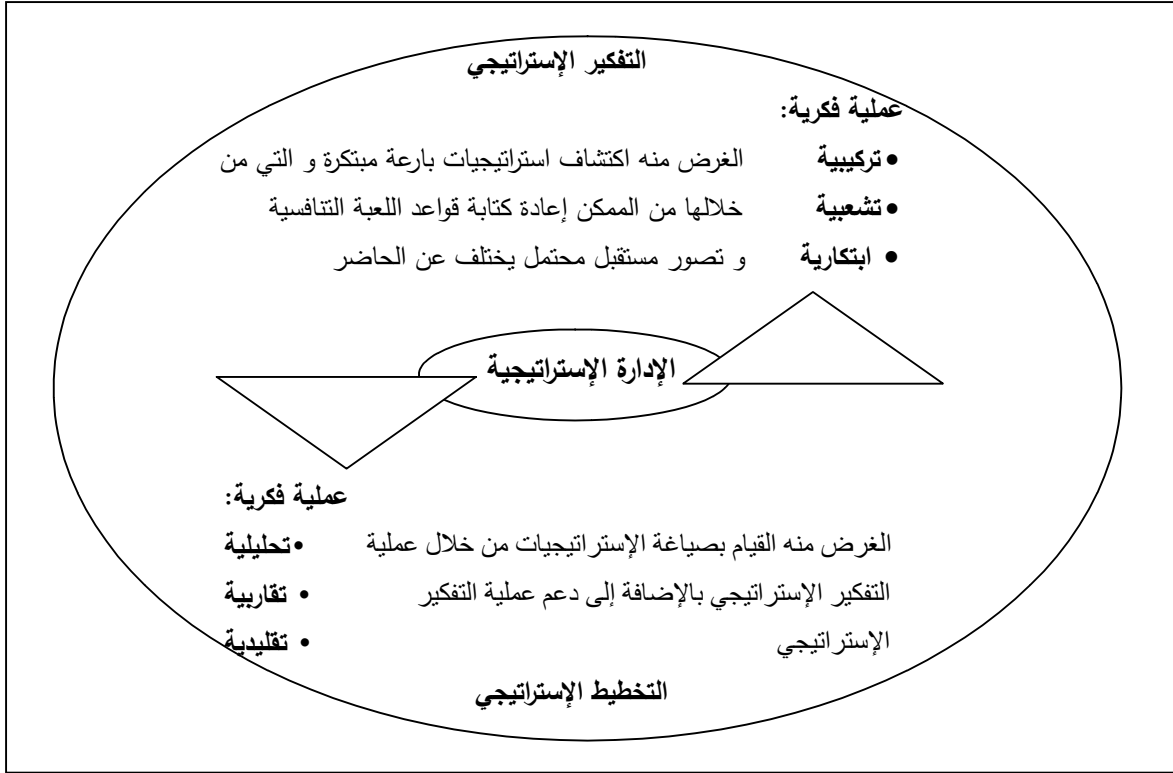 التفكير الإستراتيجي
عملية فكرية:
• تركيبية الغرض منه اكتشاف استراتيجيات بارعة مبتكرة و التي من
• تشعبية خلالها من الممكن إعادة كتابة قواعد اللعبة التنافسية
• ابتكارية و تصور مستقبل محتمل يختلف عن الحاضر
الإدارة الإستراتيجية
عملية فكرية:
الغرض منه القيام بصياغة الإستراتيجيات من خلال عملية • تحليلية
التفكير الإستراتيجي بالإضافة إلى دعم عملية التفكير • تقاربية
الإستراتيجي • تقليدية
التخطيط الإستراتيجي